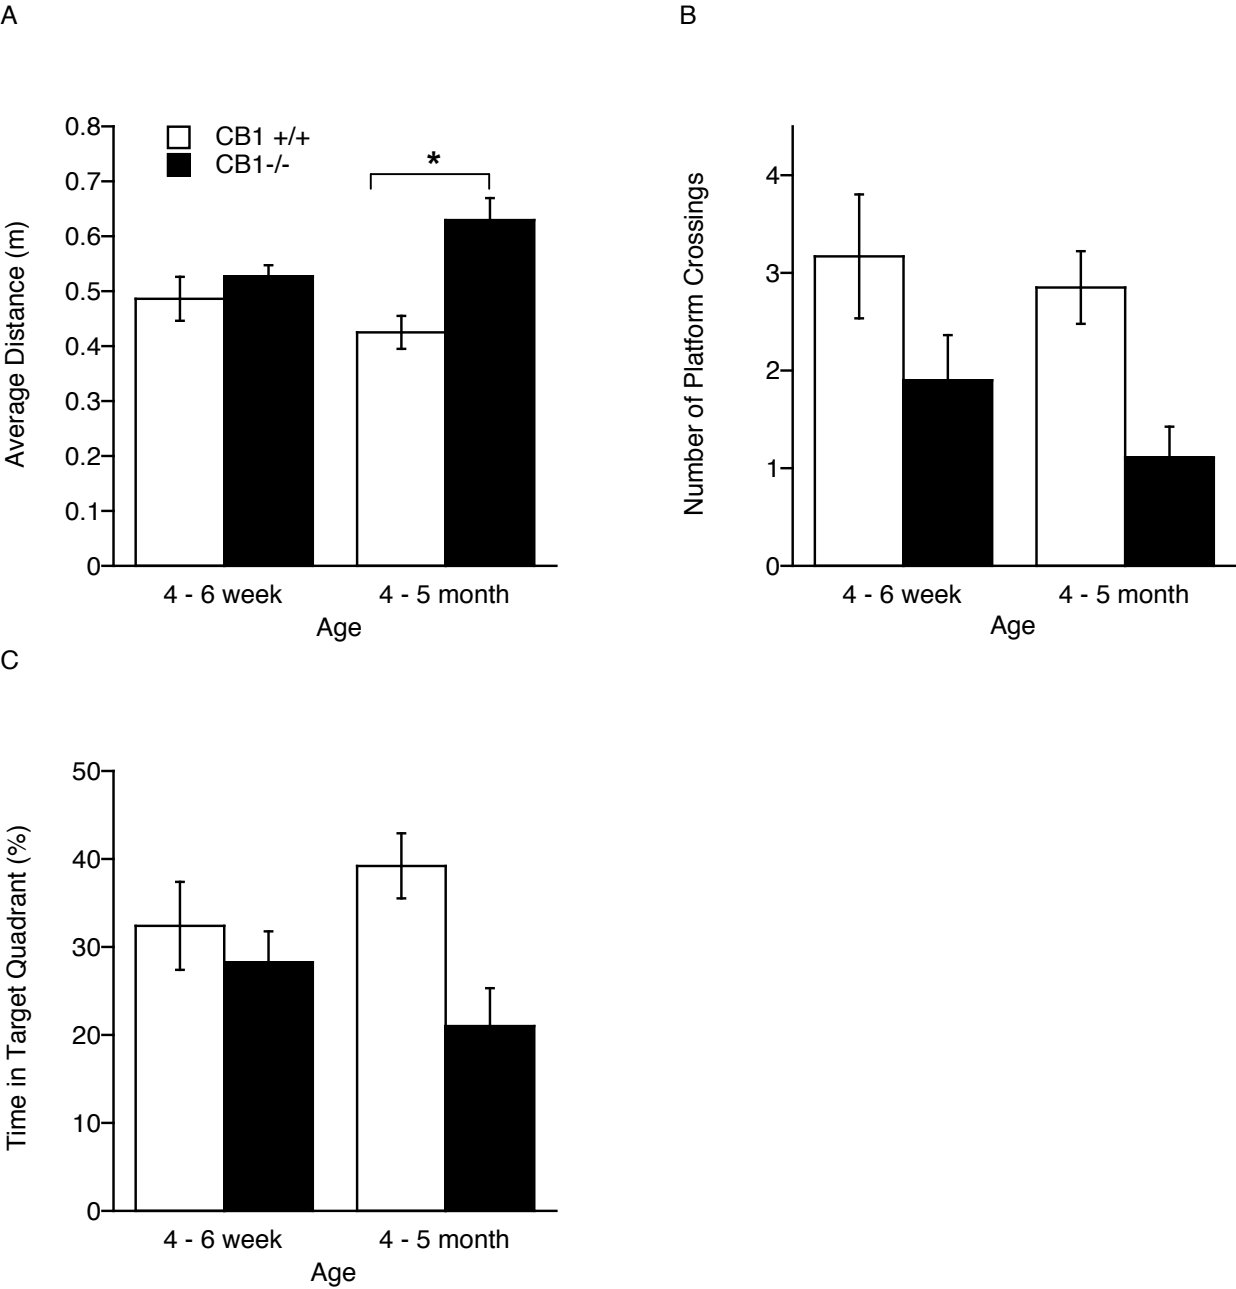 A
Average Distance (m)
0.8
0.7
0.6
0.5
0.4
0.3
0.2
0.1
0
CB1 +/+
CB1-/-
*
4 - 6 week
4 - 5 month
Age
B
Number of Platform Crossings
4
3
2
1
0
4 - 6 week
4 - 5 month
Age
C
Time in Target Quadrant (%)
50
40
30
20
10
0
4 - 6 week
4 - 5 month
Age